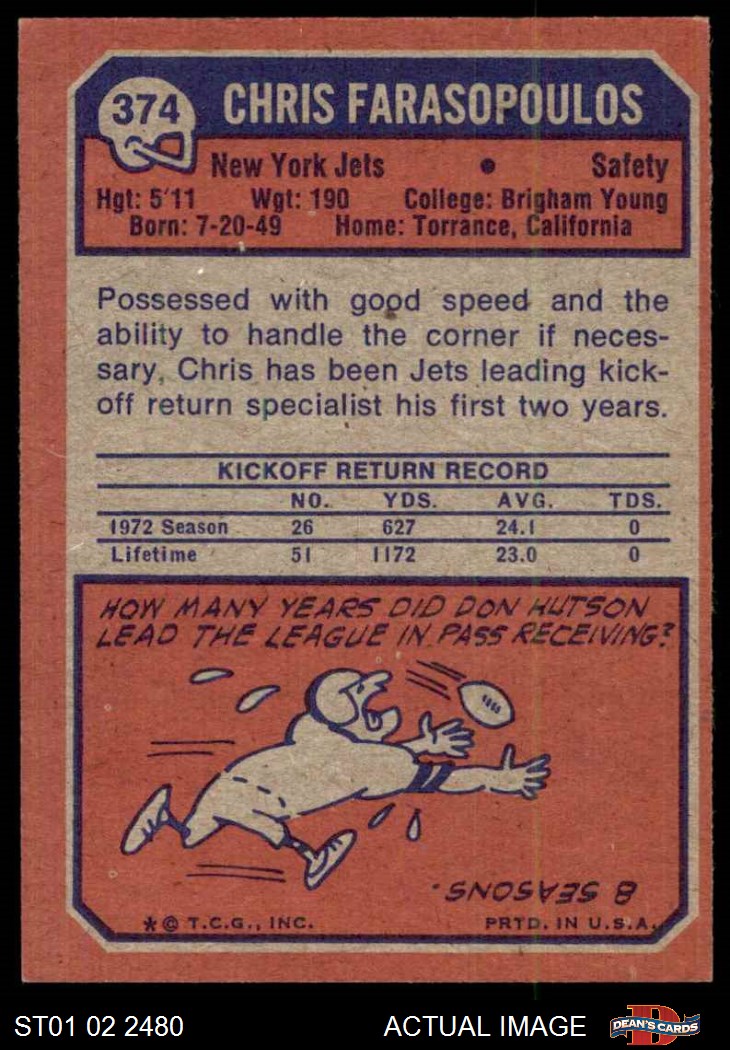 374 CHRIS FARASOPOULOS
New York Jets • Safety
Hgt: 5'11 Wgt: 190 College: Brigham Young
Born: 7-20-49 Home: Torrance, California
Possessed with good speed and the
ability to handle the corner if neces-
sary, Chris has been Jets leading kick-
off return specialist his first two years.
KICKOFF RETURN RECORD
NO. YDS. AVG. TDS.
1972 Season 26 627 24.1 0
Lifetime 51 1172 23.0 0
HOW MANY YEARS DID DON HUTSON
LEAD THE LEAGUE IN PASS RECEIVING?
8 SEASONS.
*© T.C.G., INC. PRTD. IN U.S.A.
ST01 02 2480 ACTUAL IMAGE DEAN'S CARDS